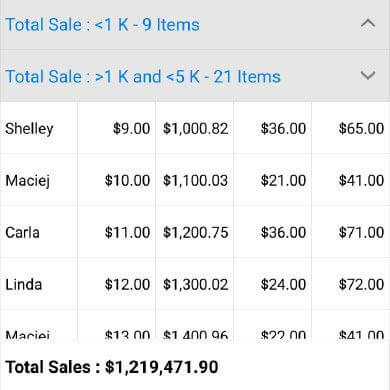 Total Sale : <1 K - 9 Items
Total Sale : >1 K and <5 K - 21 Items
Shelley $9.00 $1,000.82 $36.00 $65.00
Maciej $10.00 $1,100.03 $21.00 $41.00
Carla $11.00 $1,200.75 $36.00 $71.00
Linda $12.00 $1,300.02 $24.00 $72.00
Maciej $13.00 $1,400.96 $22.00 $41.00
Total Sales : $1,219,471.90